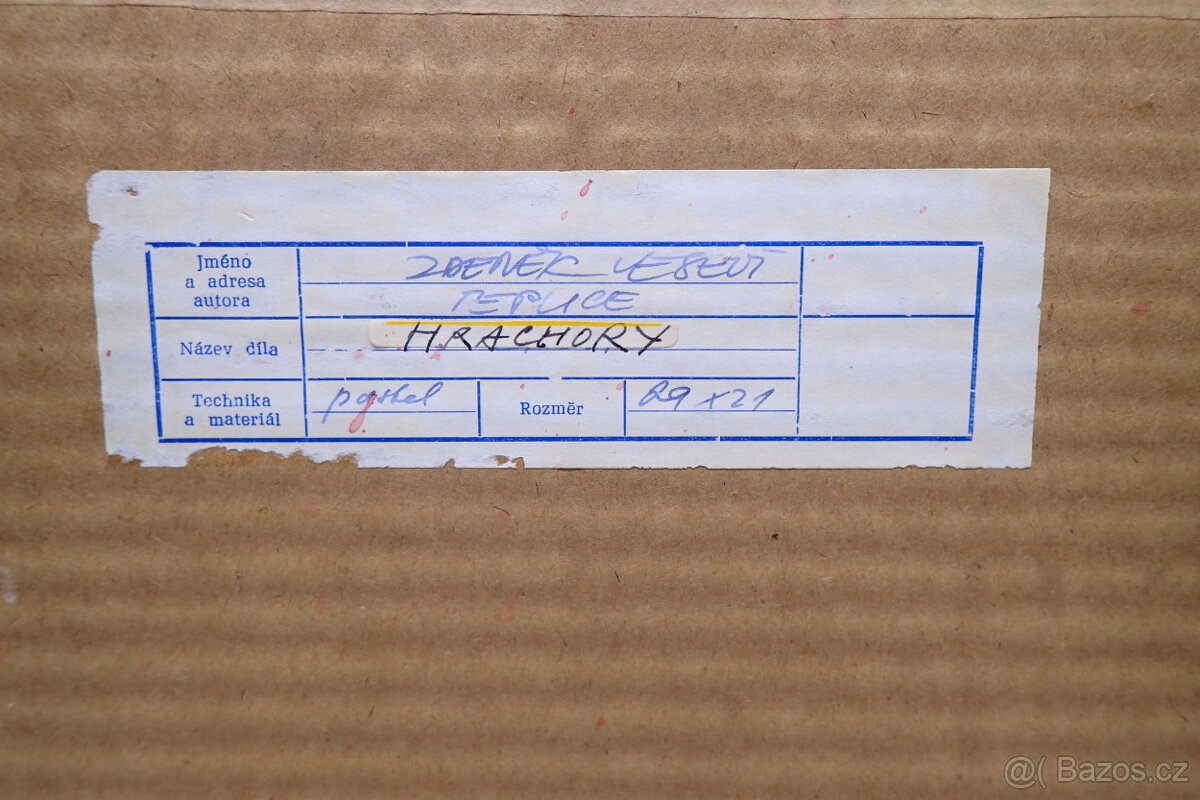 Jméno
a adresa
autora
ZDENĚK VESELÝ
TEPLICE
Název díla
HRACHORY
Technika
a materiál
pastel
Rozměr
29 x 21
@( Bazos.cz